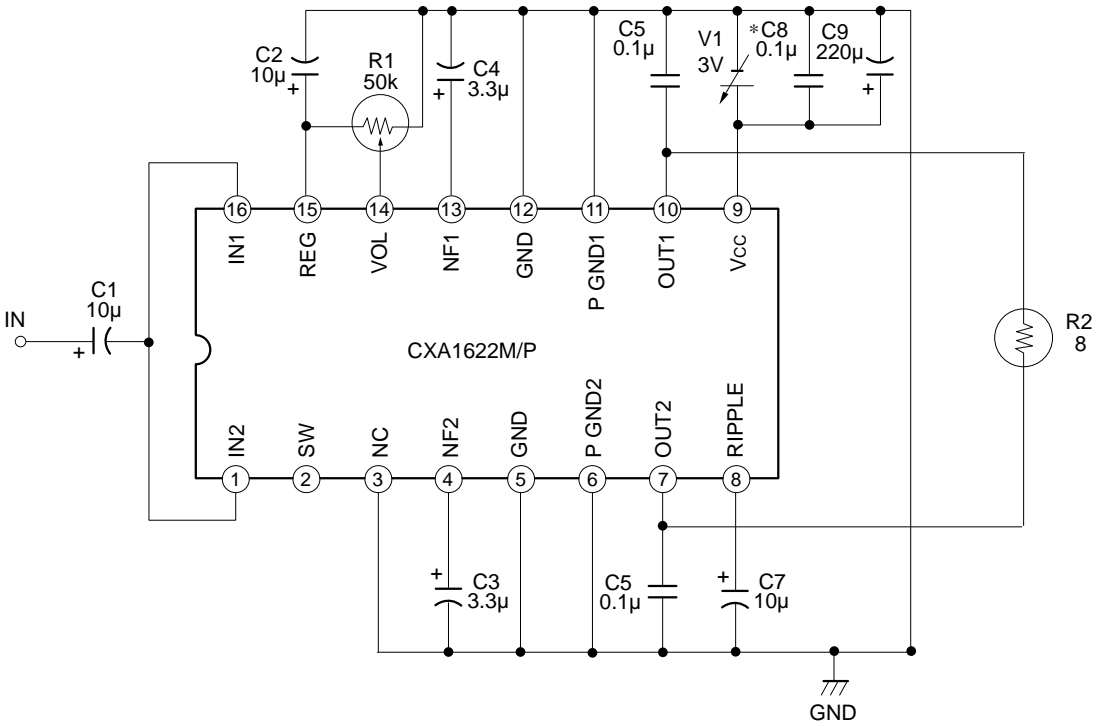 C2
10µ
+
R1
50k
C4
3.3µ
+
C5
0.1µ
V1
3V
*C8
0.1µ
C9
220µ
+
16
15
14
13
12
11
10
9
IN1
REG
VOL
NF1
GND
P GND1
OUT1
Vcc
IN
C1
10µ
+
CXA1622M/P
R2
8
IN2
SW
NC
NF2
GND
P GND2
OUT2
RIPPLE
1
2
3
4
5
6
7
8
+
C3
3.3µ
C5
0.1µ
+
C7
10µ
GND